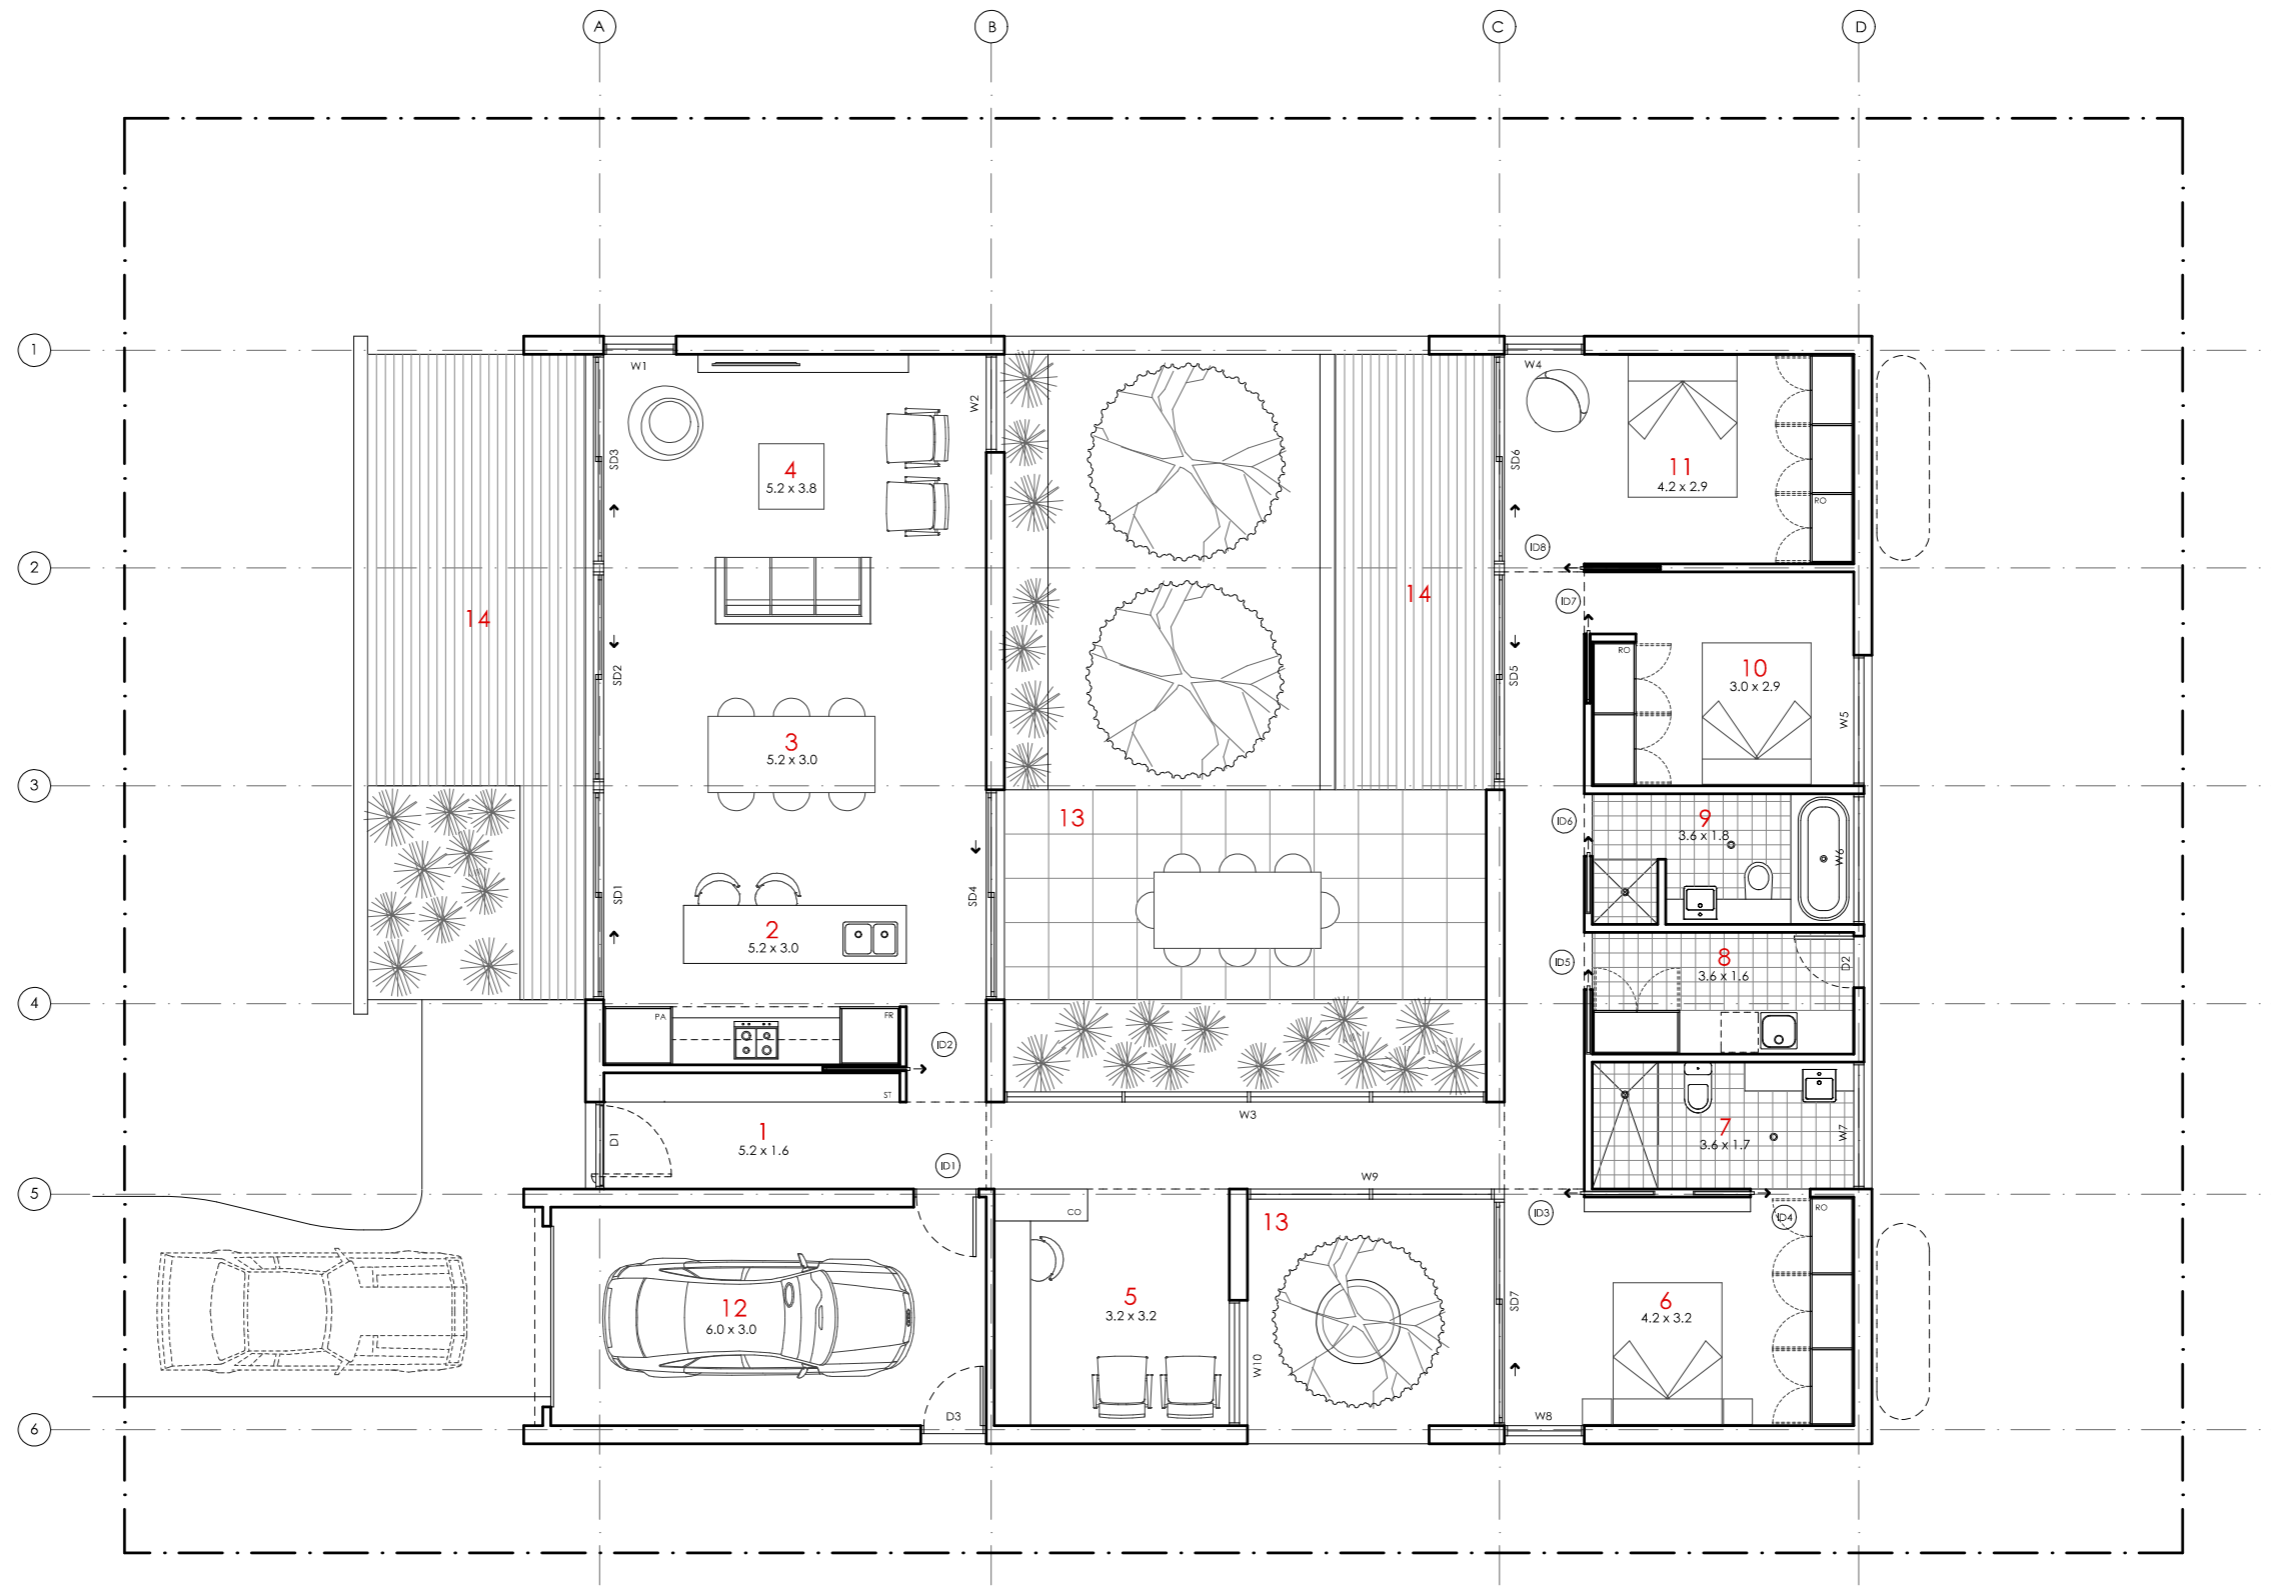 A B C D
1
W1
W4
W2
SD3
4
5.2 x 3.8
SD6
11
4.2 x 2.9
RO
ID8
2
14
14
ID7
SD2
SD5
RO
10
3.0 x 2.9
W5
3
5.2 x 3.0
3
13
ID6
9
3.6 x 1.8
W6
SD1
SD4
2
5.2 x 3.0
ID5
8
3.6 x 1.6
D2
4
PA
FR
ID2
ST
W3
1
5.2 x 1.6
D1
ID1
7
3.6 x 1.7
W7
W9
5
CO
13
ID3
ID4
RO
12
6.0 x 3.0
5
3.2 x 3.2
SD7
6
4.2 x 3.2
W10
D3
W8
6